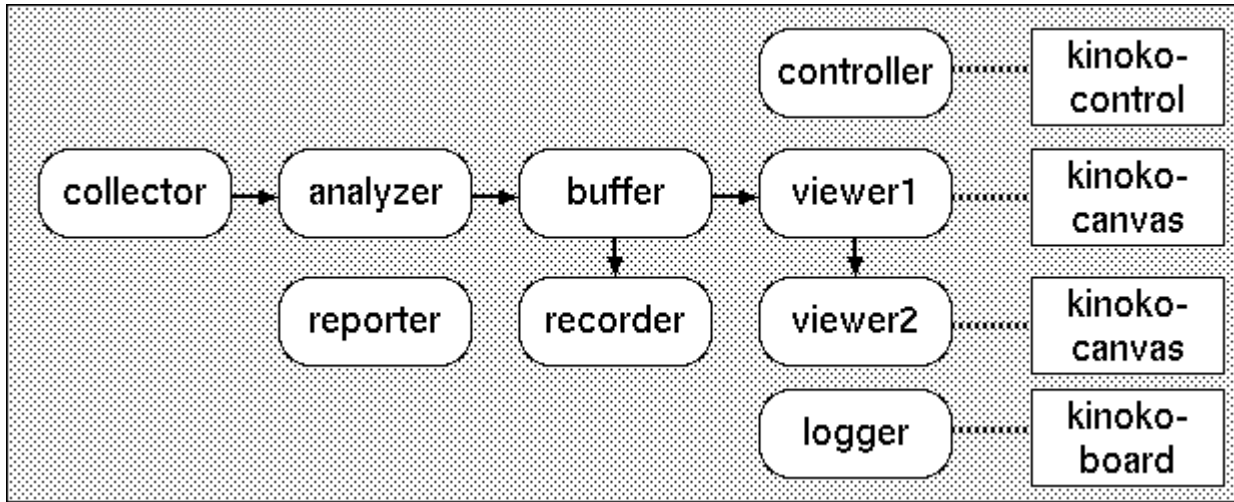 controller
kinoko-
control
collector
analyzer
buffer
viewer1
kinoko-
canvas
reporter
recorder
viewer2
kinoko-
canvas
logger
kinoko-
board